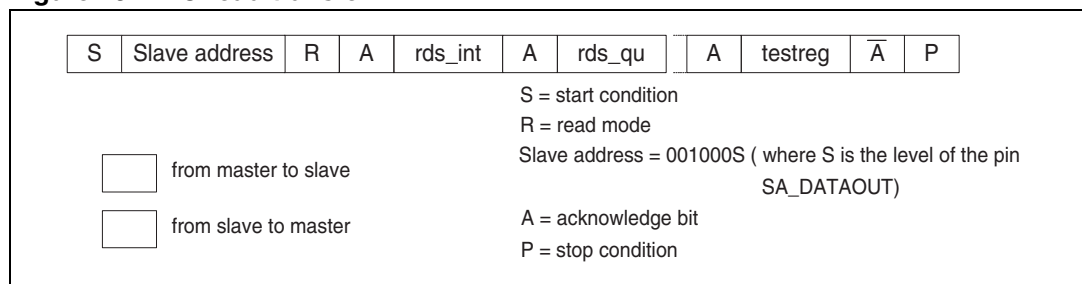 S Slave address R A rds_int A rds_qu A testreg A̅ P
S = start condition
R = read mode
Slave address = 001000S ( where S is the level of the pin
SA_DATAOUT)
from master to slave
from slave to master
A = acknowledge bit
P = stop condition